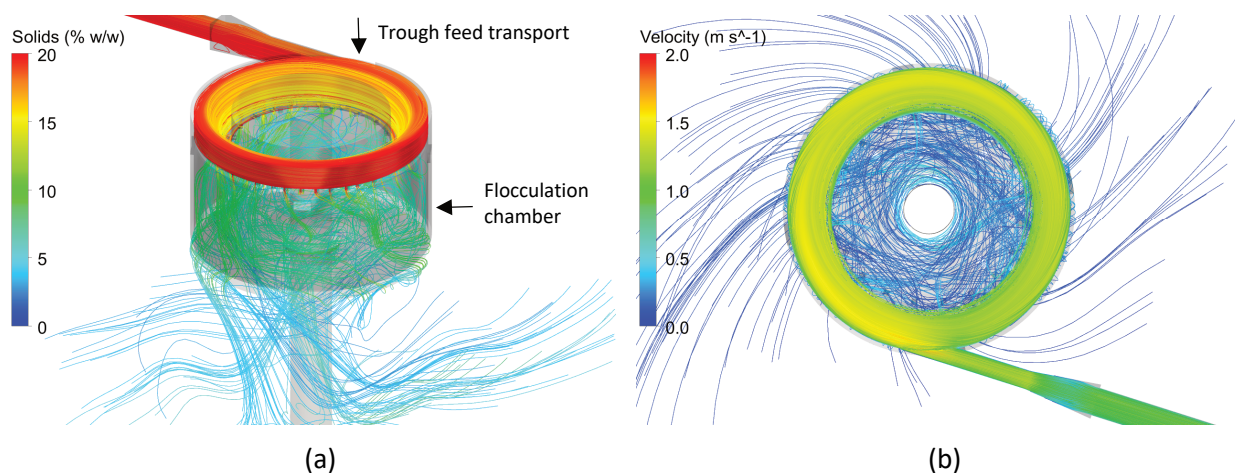 Solids (% w/w)
20
15
10
5
0
Trough feed transport
Flocculation
chamber
(a)
Velocity (m s^-1)
2.0
1.5
1.0
0.5
0.0
(b)